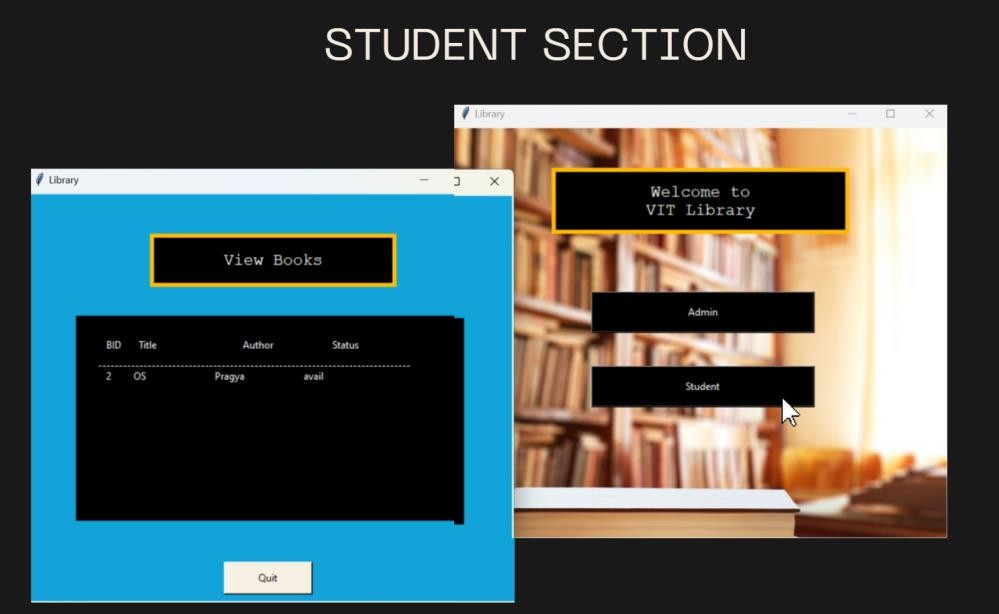 STUDENT SECTION
Library
View Books
BID Title Author Status
--------------------------------------------------------------------------------
2 OS Pragya avail
Quit
Library
Welcome to
VIT Library
Admin
Student